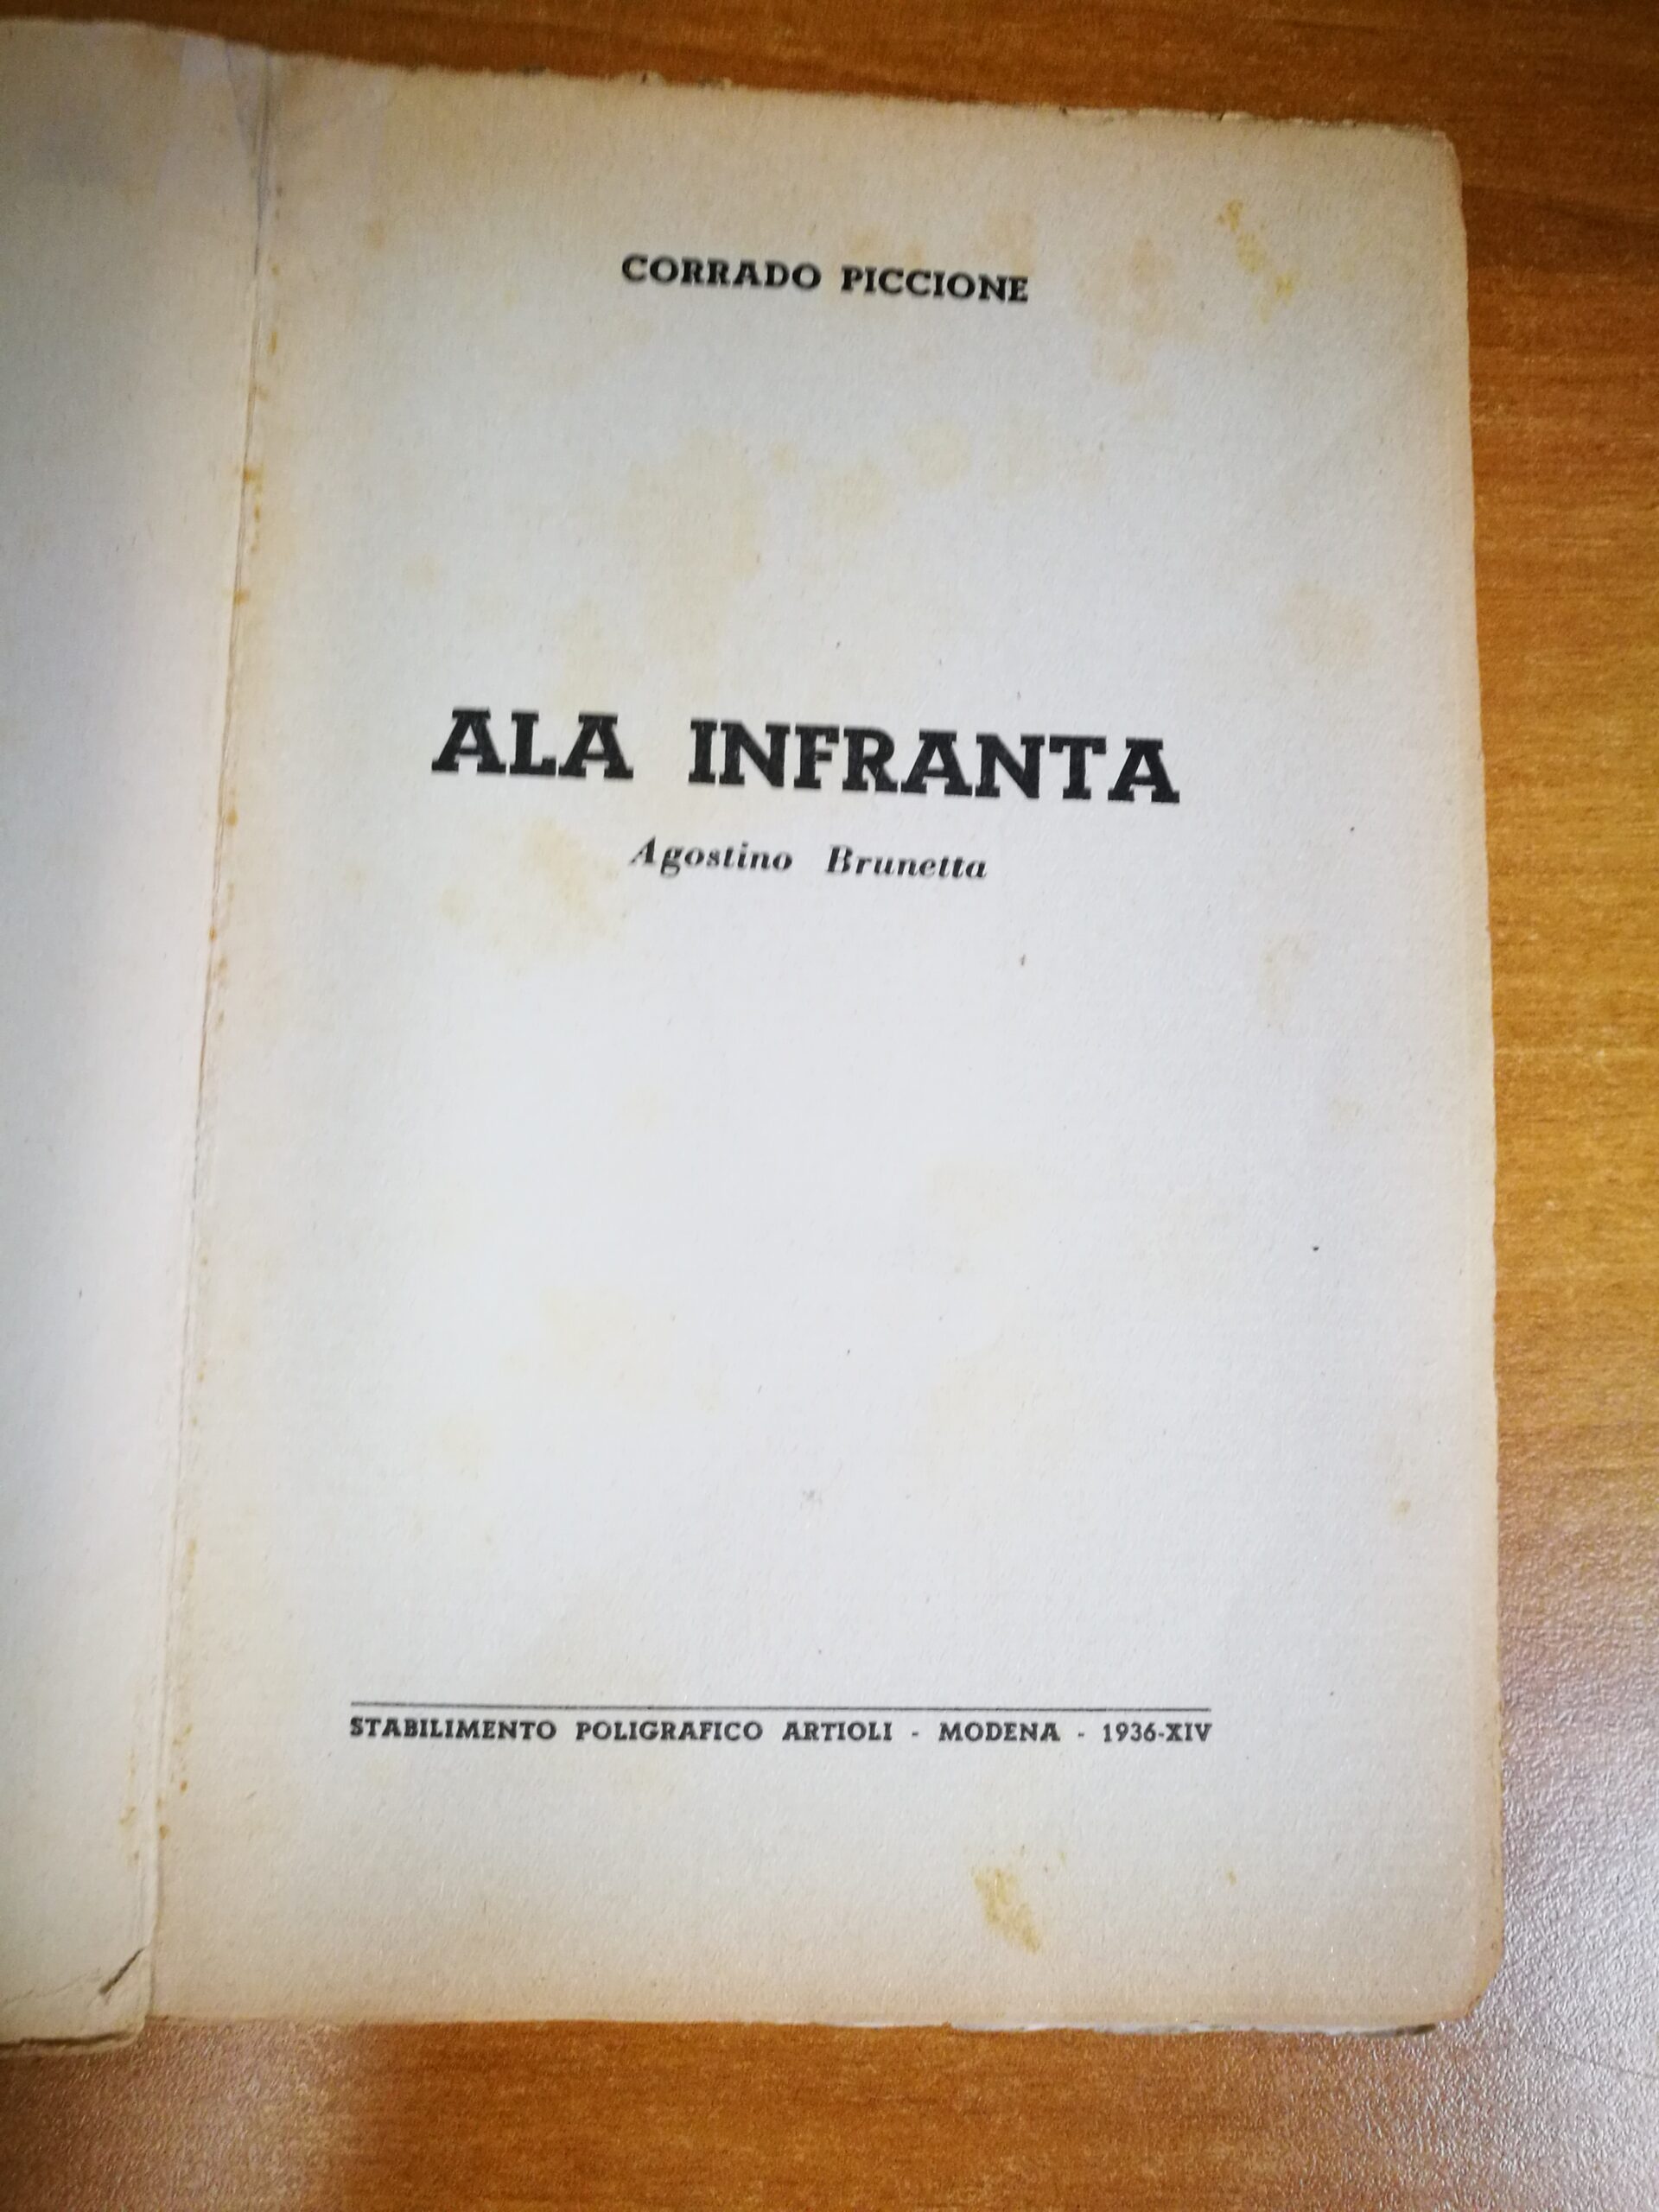 CORRADO PICCIONE
ALA INFRANTA
Agostino Brunetta
STABILIMENTO POLIGRAFICO ARTIOLI - MODENA - 1936-XIV